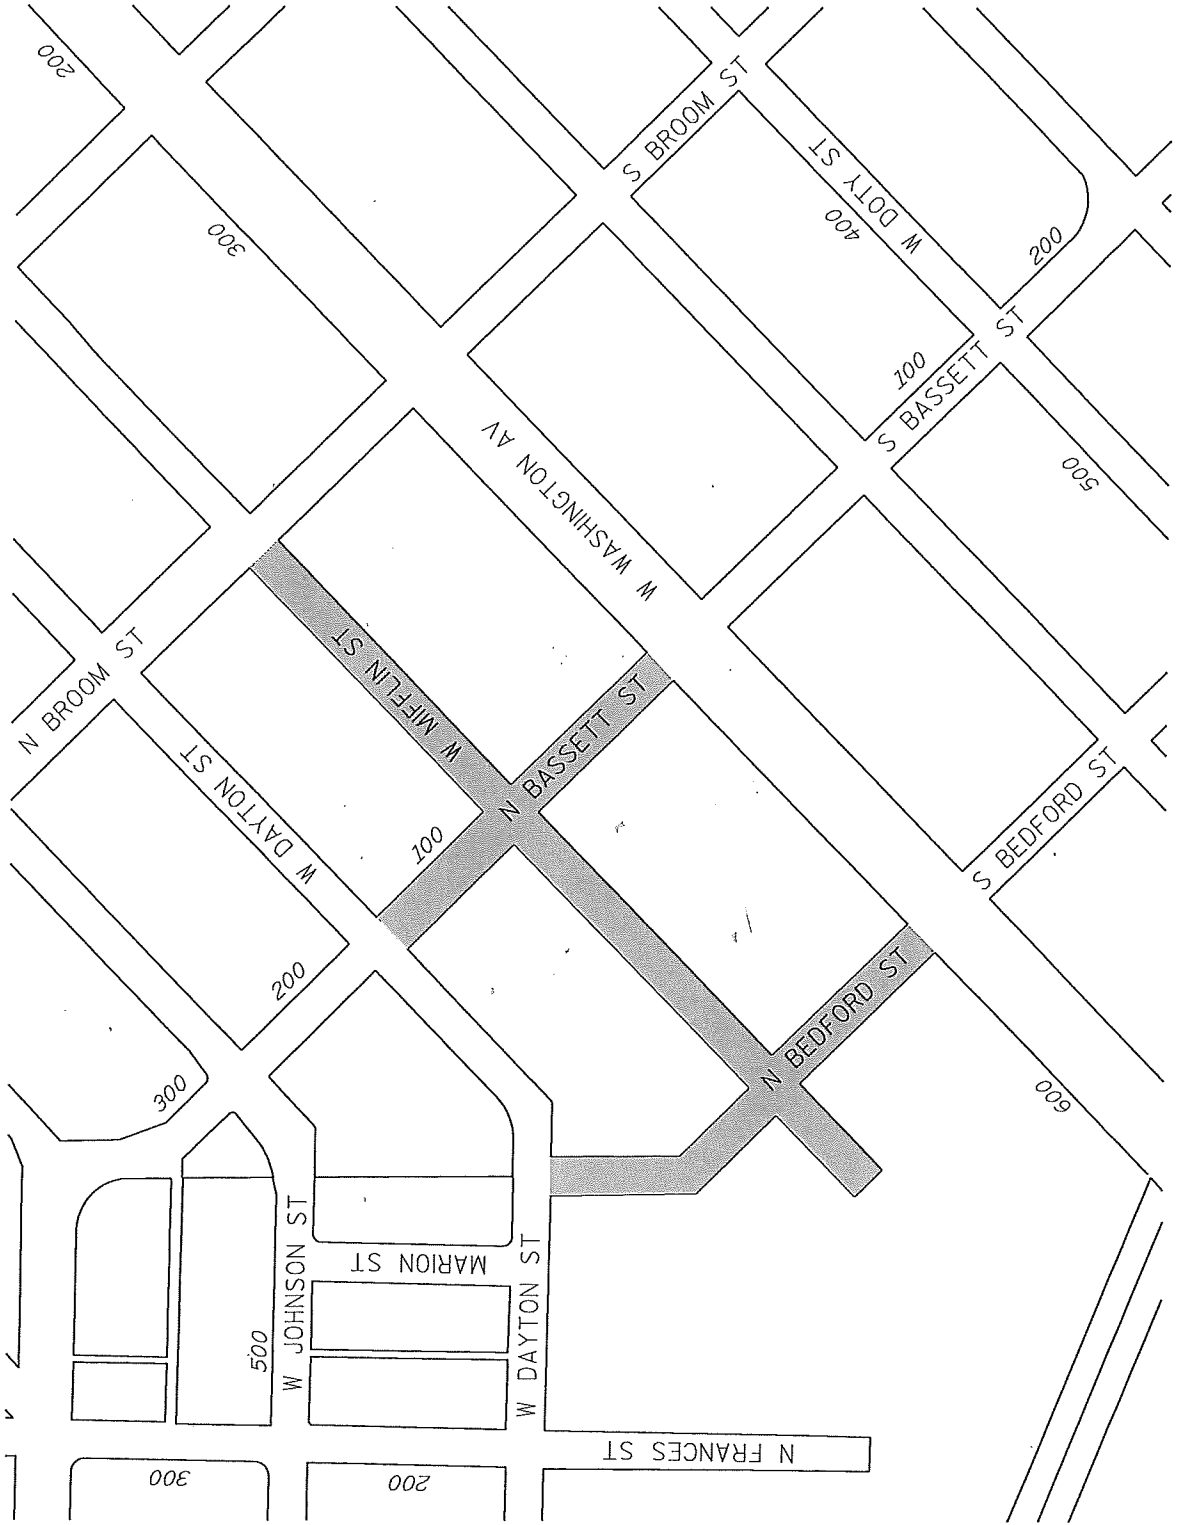 200
S BROOM ST
W DOTY ST
300
400
200
100
S BASSETT ST
W WASHINGTON AV
500
N BROOM ST
W MIFFLIN ST
N BASSETT ST
W DAYTON ST
100
S BEDFORD ST
200
N BEDFORD ST
300
600
W JOHNSON ST
MARION ST
W DAYTON ST
500
N FRANCES ST
300
200